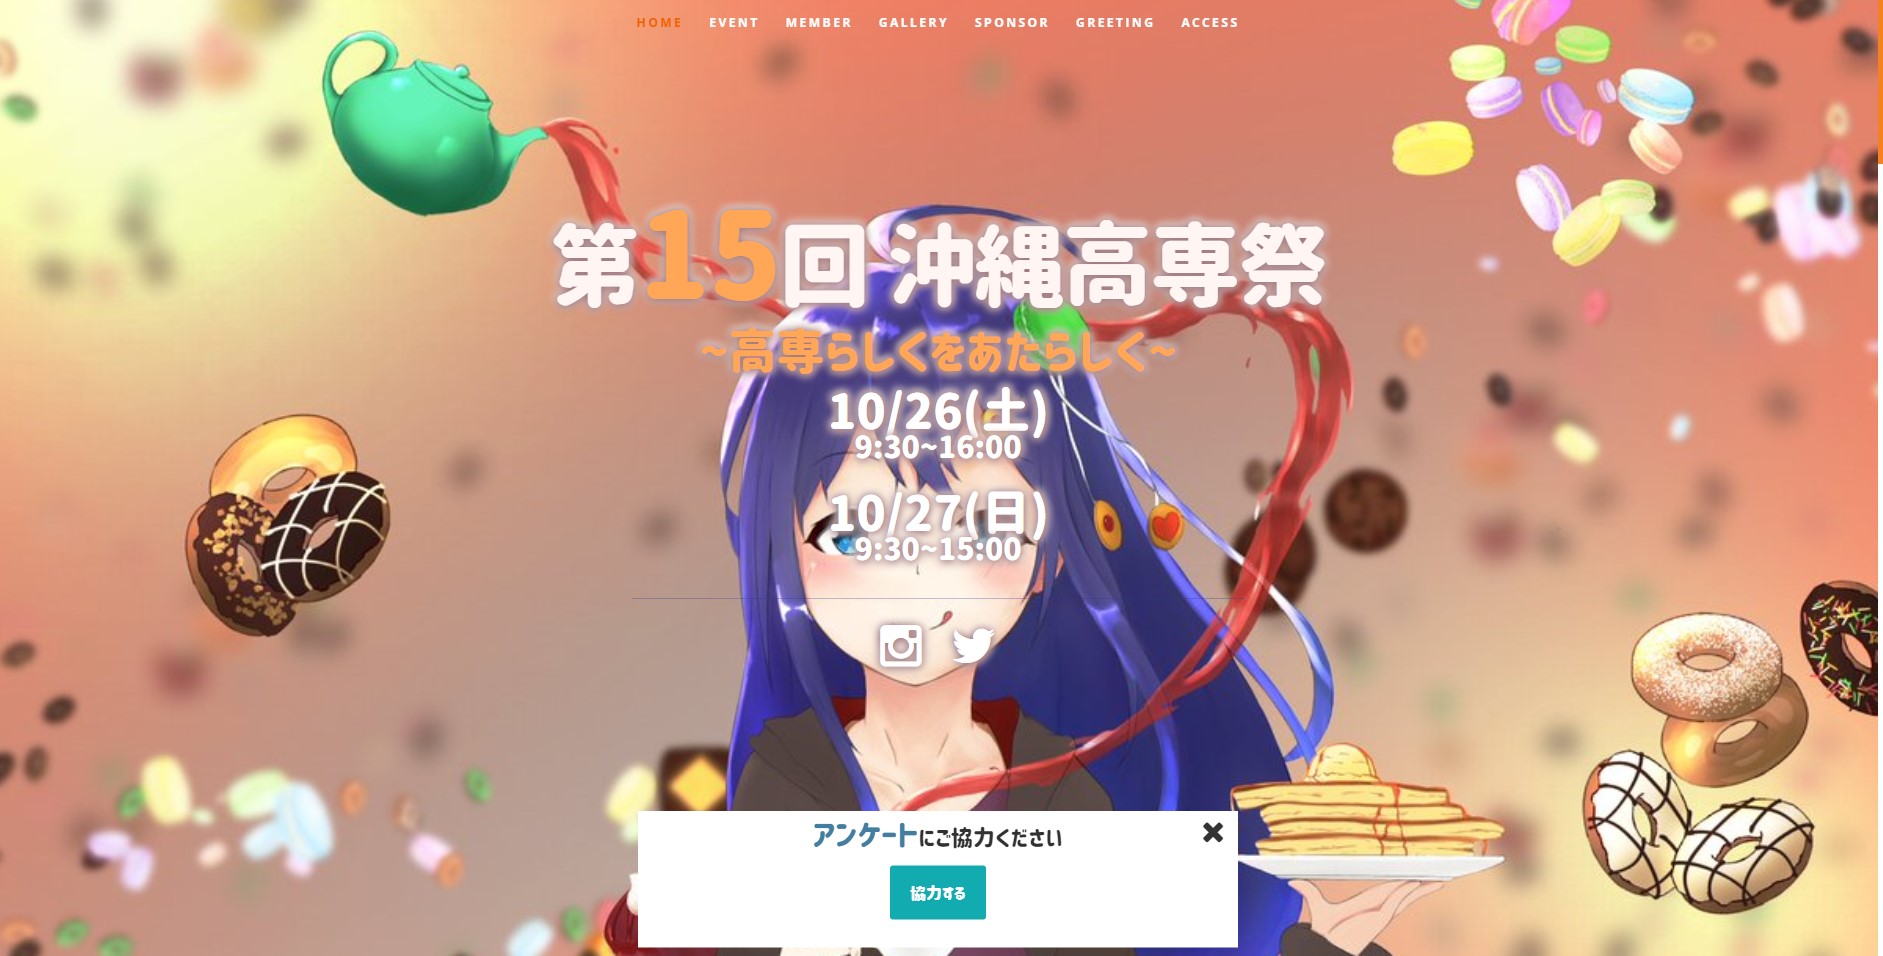 HOME EVENT MEMBER GALLERY SPONSOR GREETING ACCESS
第15回 沖縄高専祭
~高専らしくをあたらしく~
10/26(土)
9:30~16:00
10/27(日)
9:30~15:00
アンケートにご協力ください
協力する